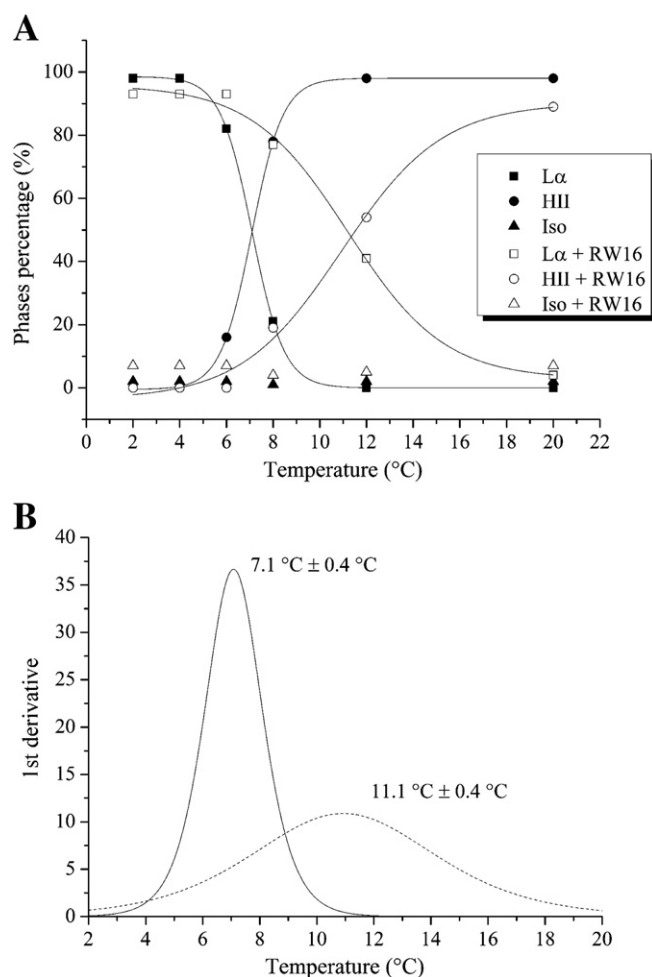 A
Phases percentage (%)
100
80
60
40
20
0
0 2 4 6 8 10 12 14 16 18 20 22
Temperature (°C)
Lα
HII
Iso
Lα + RW16
HII + RW16
Iso + RW16
B
1st derivative
40
35
30
25
20
15
10
5
0
7.1 °C ± 0.4 °C
11.1 °C ± 0.4 °C
2 4 6 8 10 12 14 16 18 20
Temperature (°C)